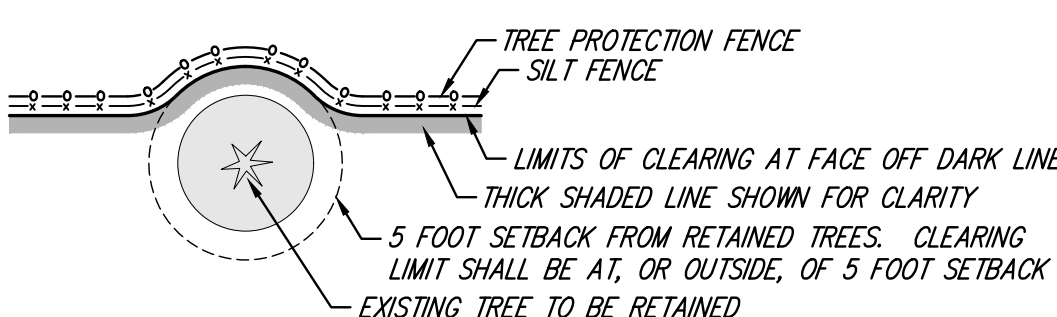 TREE PROTECTION FENCE
SILT FENCE
LIMITS OF CLEARING AT FACE OFF DARK LINE
THICK SHADED LINE SHOWN FOR CLARITY
5 FOOT SETBACK FROM RETAINED TREES. CLEARING
LIMIT SHALL BE AT, OR OUTSIDE, OF 5 FOOT SETBACK
EXISTING TREE TO BE RETAINED